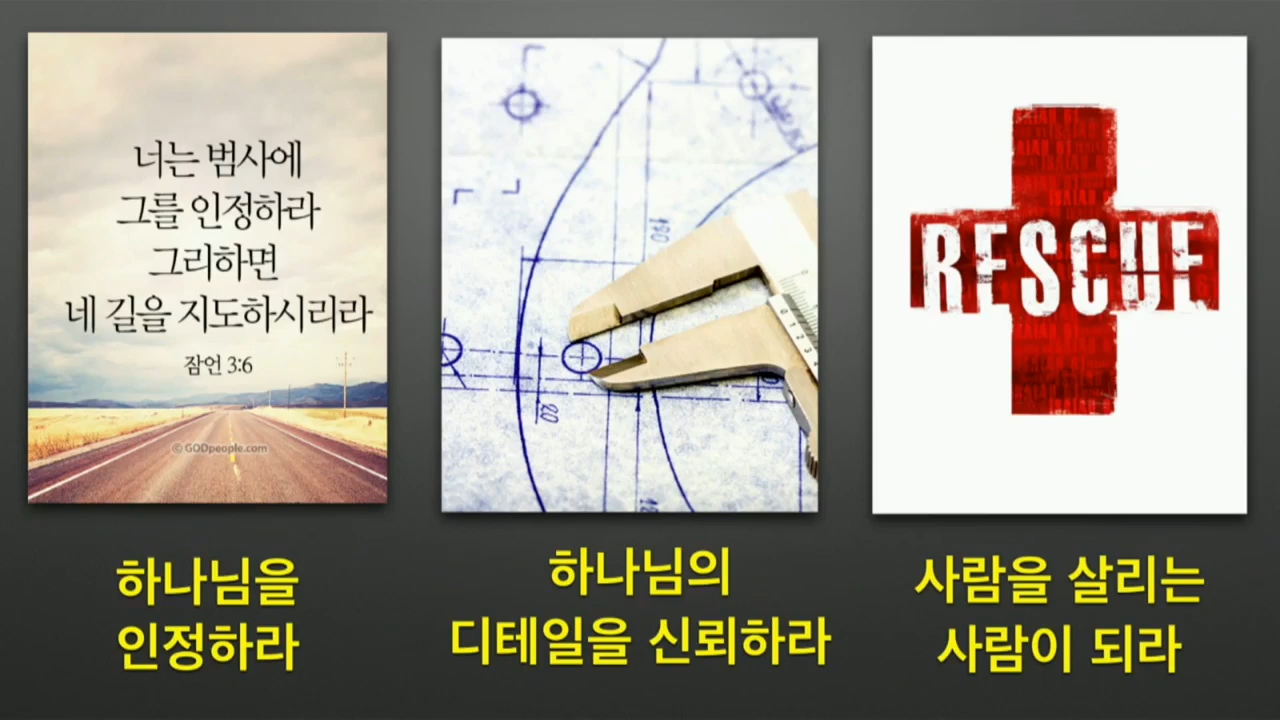 너는 범사에
그를 인정하라
그리하면
네 길을 지도하시리라
잠언 3:6
© GODpeople.com
하나님을
인정하라
190
20
하나님의
디테일을 신뢰하라
RESCUE
사람을 살리는
사람이 되라